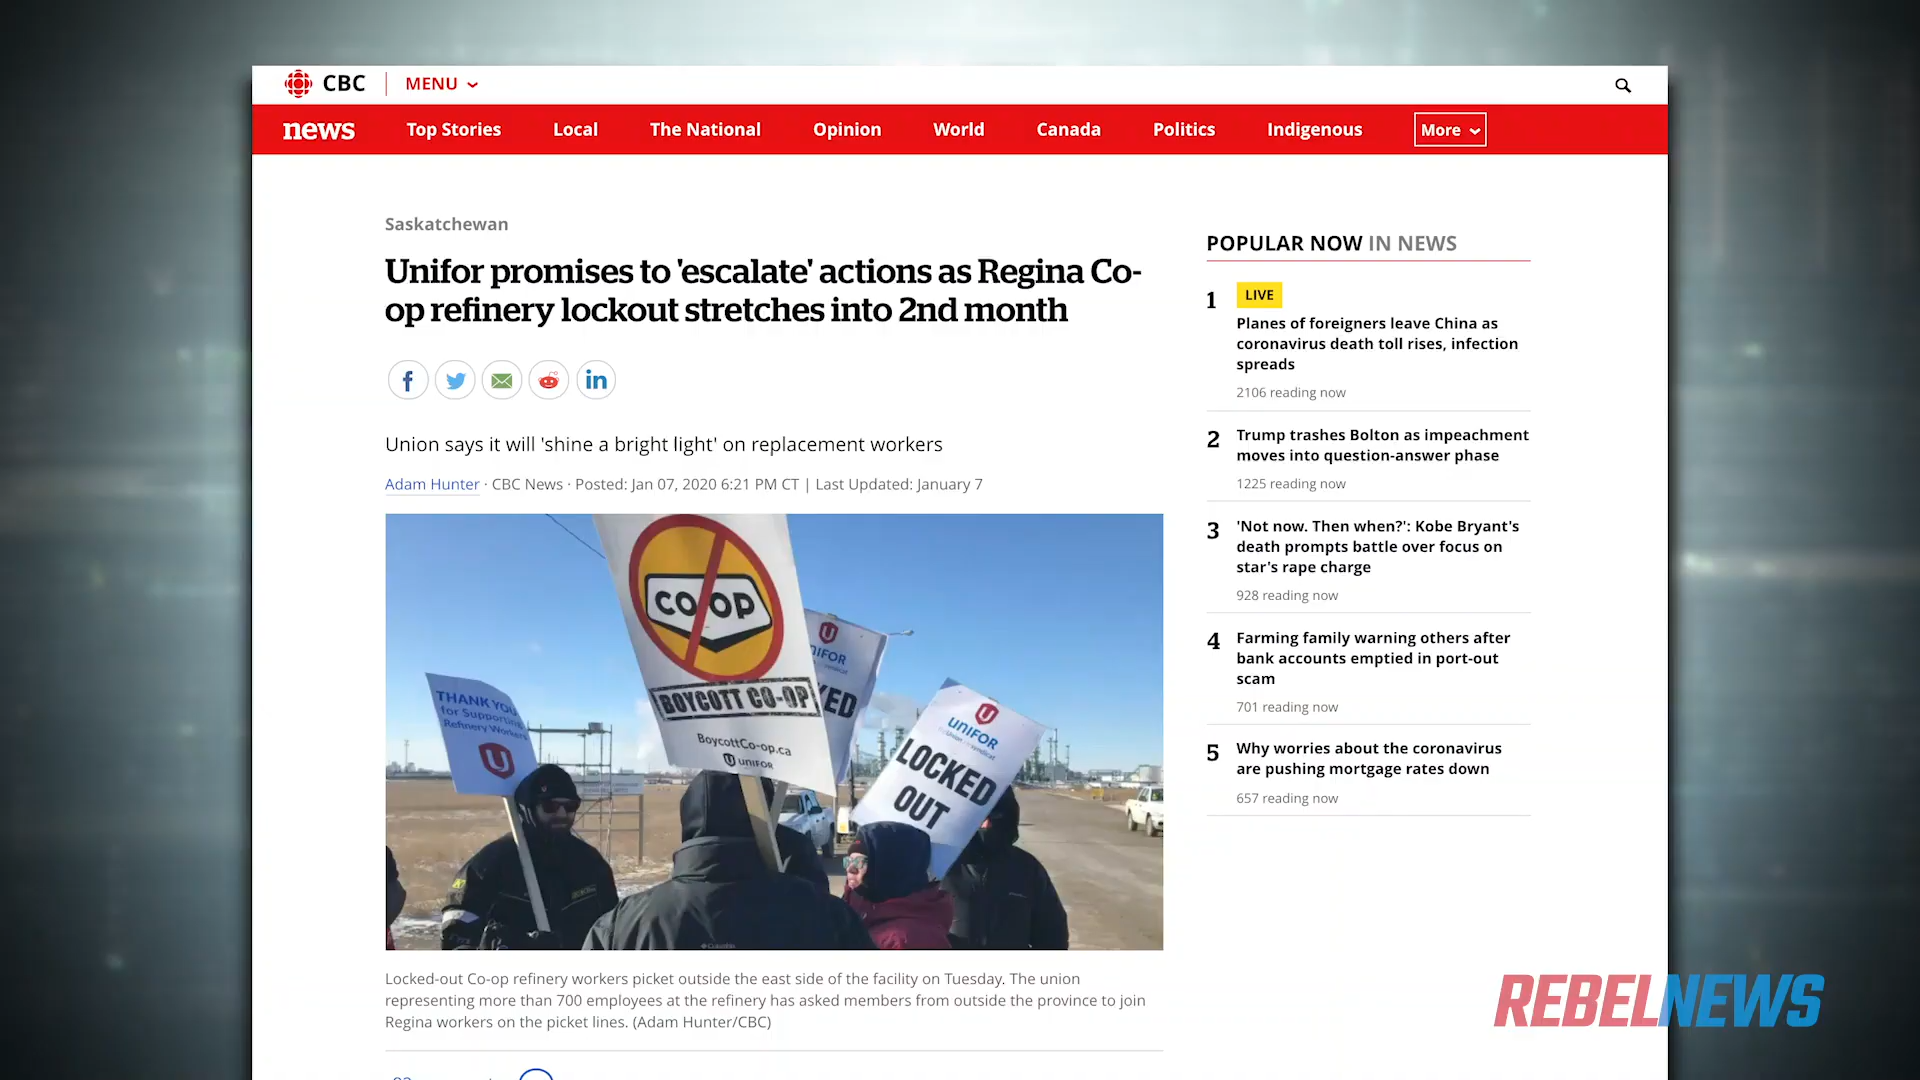 CBC
MENU
news
Top Stories
Local
The National
Opinion
World
Canada
Politics
Indigenous
More
Saskatchewan
Unifor promises to 'escalate' actions as Regina Co-
op refinery lockout stretches into 2nd month
Union says it will 'shine a bright light' on replacement workers
Adam Hunter · CBC News · Posted: Jan 07, 2020 6:21 PM CT | Last Updated: January 7
THANK YOU
for Supporting
Refinery Workers
CO-OP
BOYCOTT CO-OP
BoycottCo-op.ca
UNIFOR
UNIFOR
LOCKED
OUT
Locked-out Co-op refinery workers picket outside the east side of the facility on Tuesday. The union
representing more than 700 employees at the refinery has asked members from outside the province to join
Regina workers on the picket lines. (Adam Hunter/CBC)
POPULAR NOW IN NEWS
1
LIVE
Planes of foreigners leave China as
coronavirus death toll rises, infection
spreads
2106 reading now
2
Trump trashes Bolton as impeachment
moves into question-answer phase
1225 reading now
3
'Not now. Then when?': Kobe Bryant's
death prompts battle over focus on
star's rape charge
928 reading now
4
Farming family warning others after
bank accounts emptied in port-out
scam
701 reading now
5
Why worries about the coronavirus
are pushing mortgage rates down
657 reading now
REBELNEWS